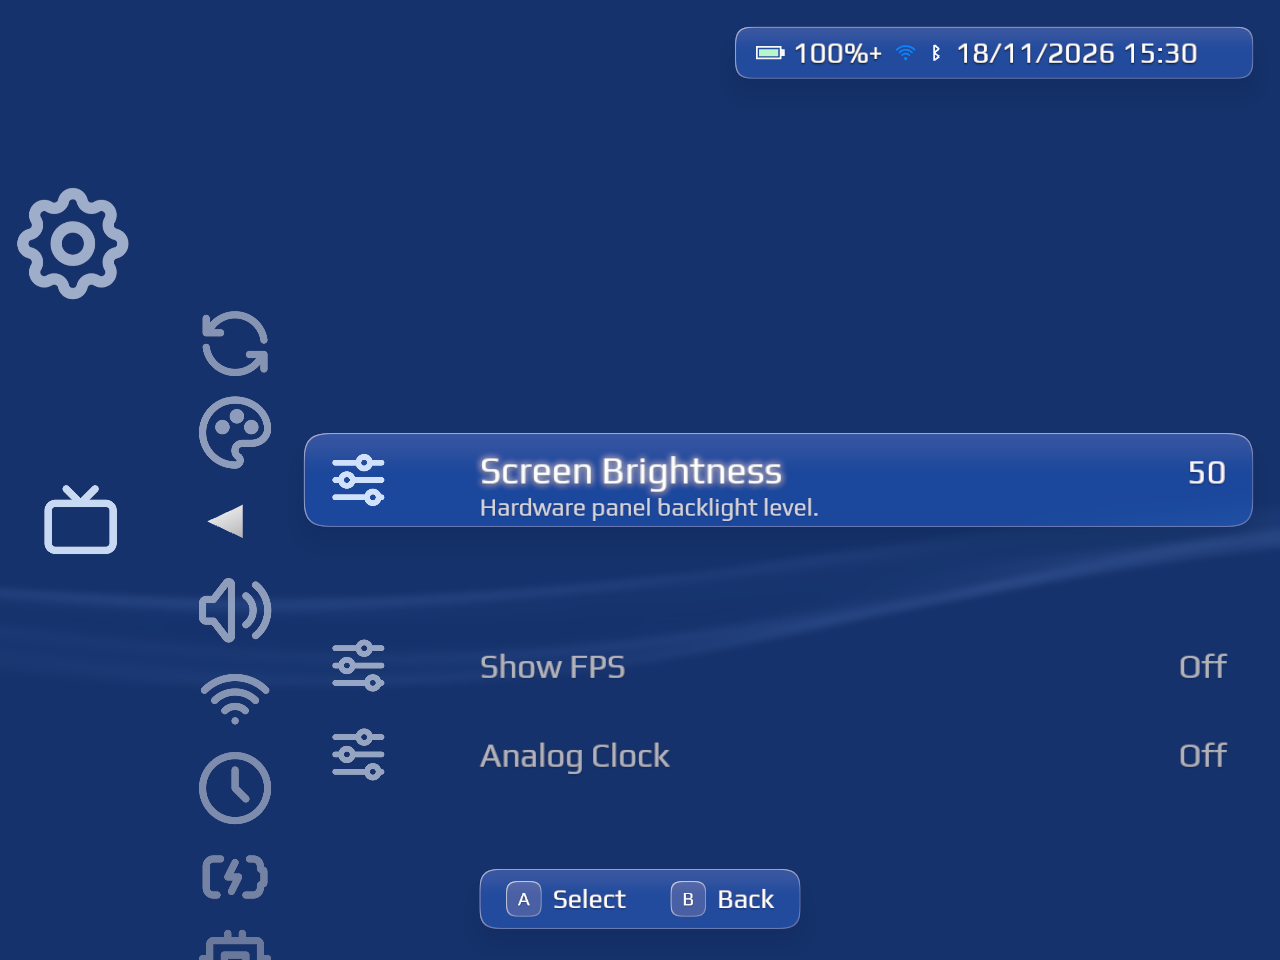 100%+ 18/11/2026 15:30
Screen Brightness 50
Hardware panel backlight level.
Show FPS Off
Analog Clock Off
A Select B Back